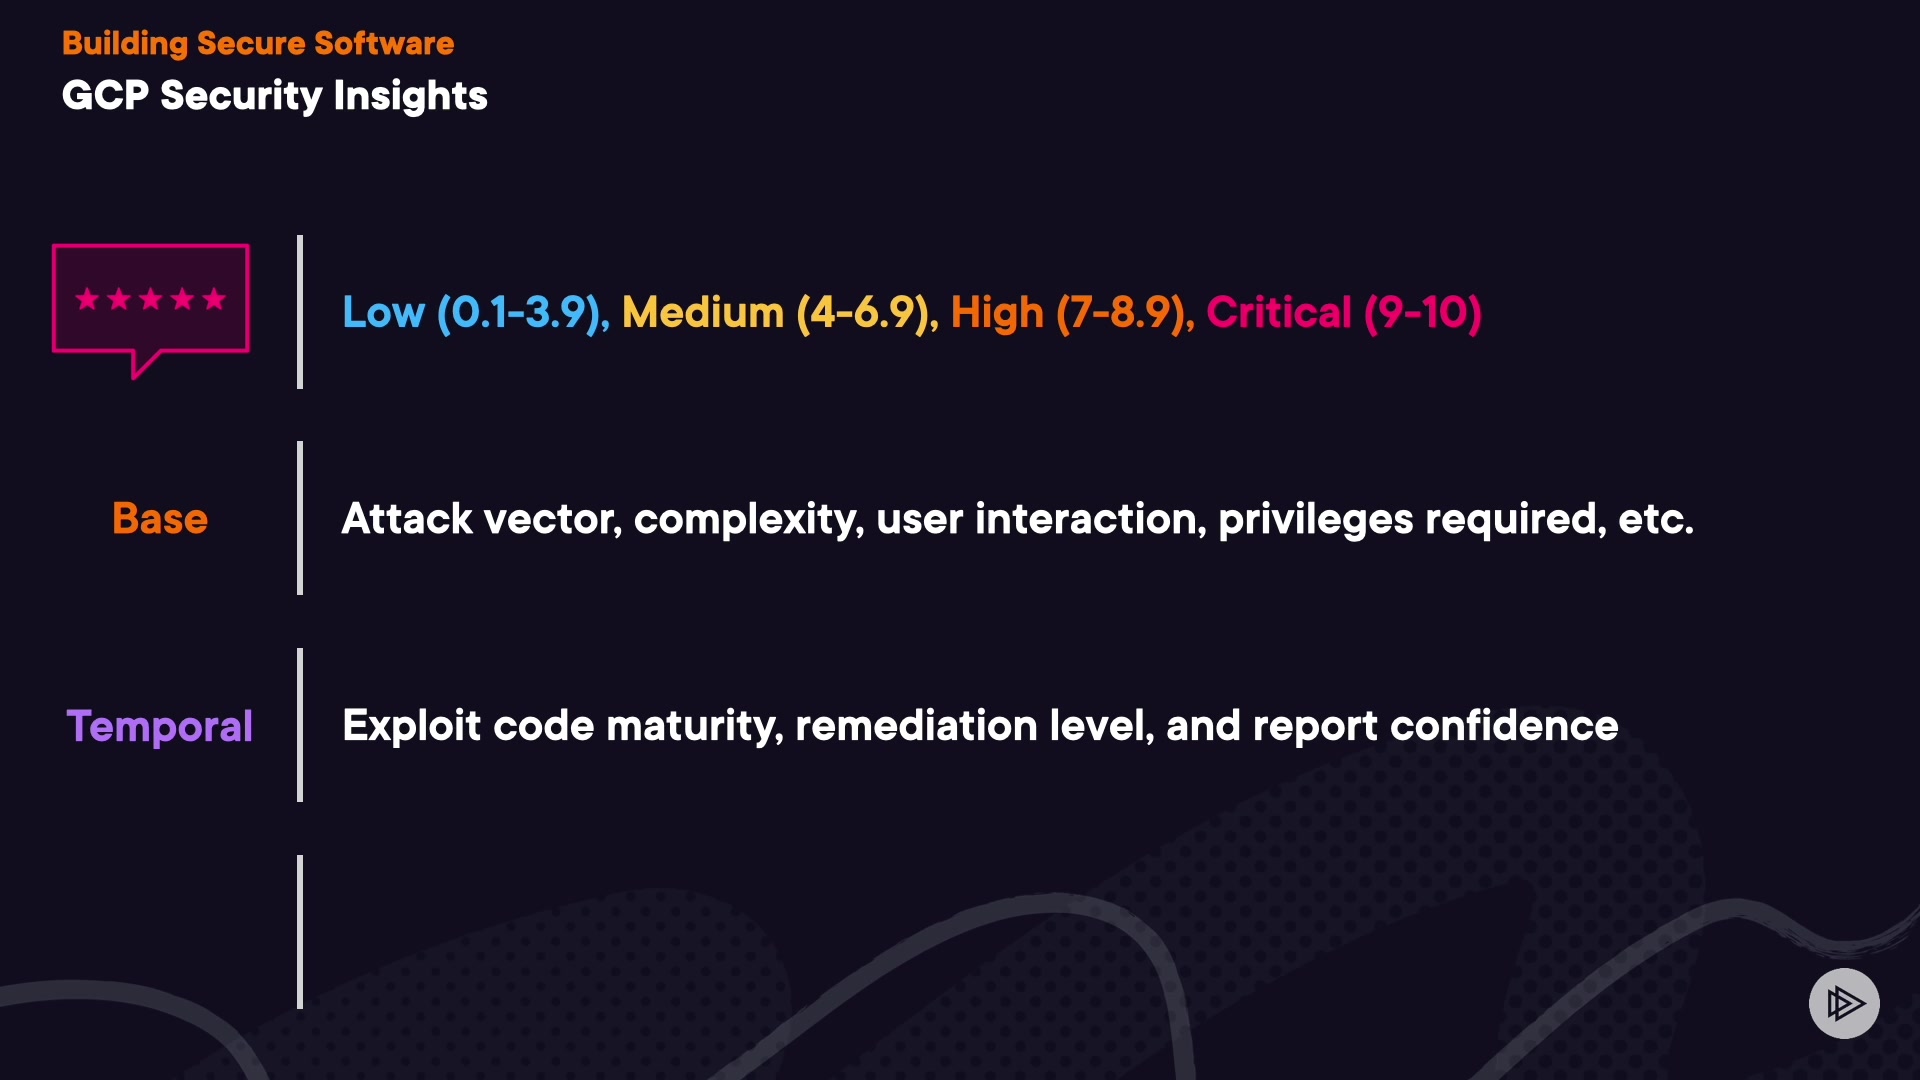 Building Secure Software
GCP Security Insights
Low (0.1-3.9), Medium (4-6.9), High (7-8.9), Critical (9-10)
Base
Attack vector, complexity, user interaction, privileges required, etc.
Temporal
Exploit code maturity, remediation level, and report confidence